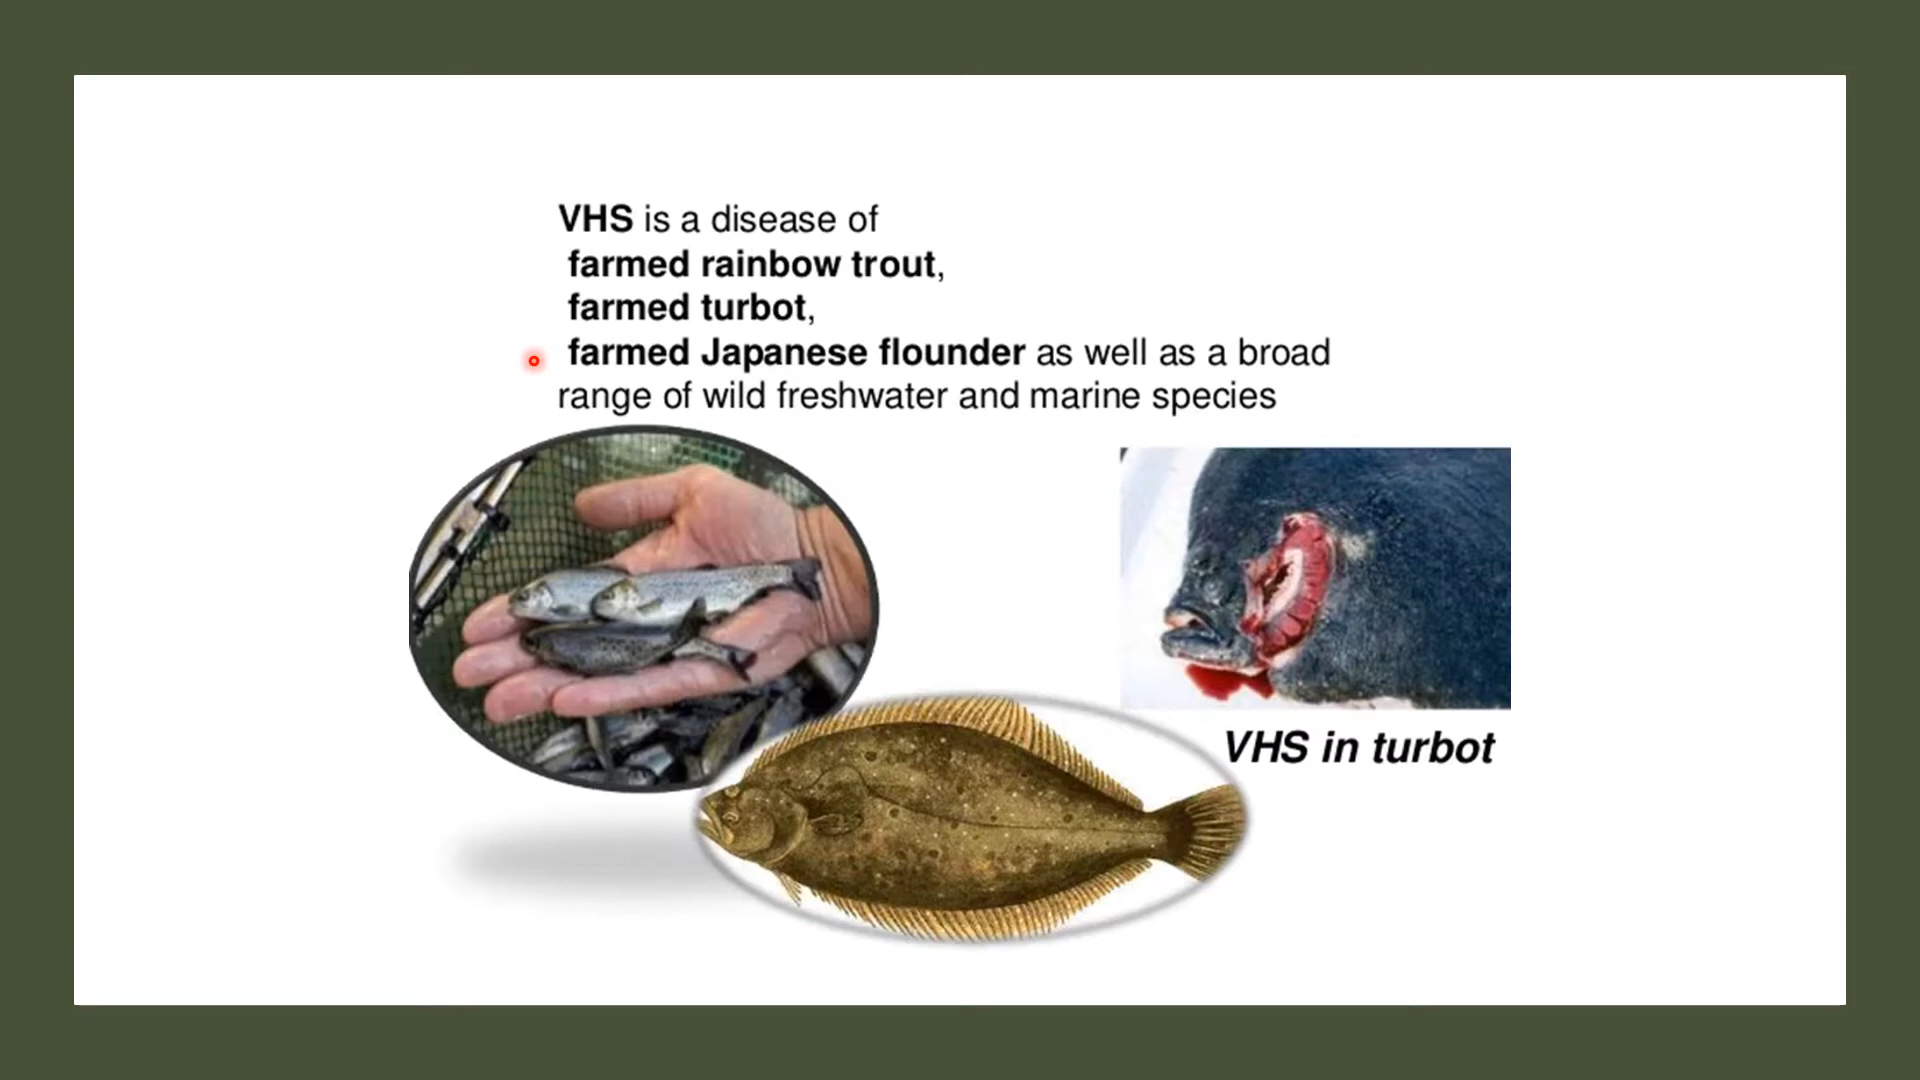 VHS is a disease of
farmed rainbow trout,
farmed turbot,
farmed Japanese flounder as well as a broad
range of wild freshwater and marine species
VHS in turbot